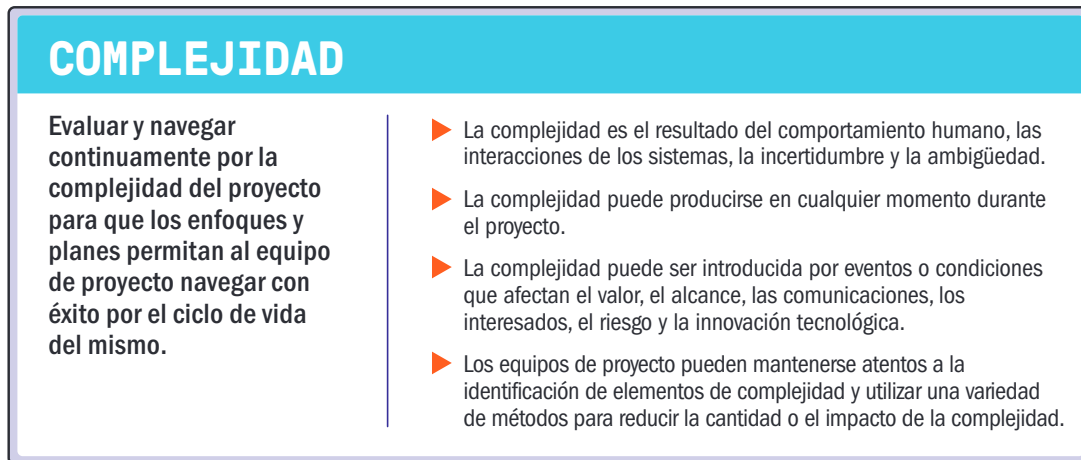 COMPLEJIDAD
Evaluar y navegar
continuamente por la
complejidad del proyecto
para que los enfoques y
planes permitan al equipo
de proyecto navegar con
éxito por el ciclo de vida
del mismo.
La complejidad es el resultado del comportamiento humano, las
interacciones de los sistemas, la incertidumbre y la ambigüedad.
La complejidad puede producirse en cualquier momento durante
el proyecto.
La complejidad puede ser introducida por eventos o condiciones
que afectan el valor, el alcance, las comunicaciones, los
interesados, el riesgo y la innovación tecnológica.
Los equipos de proyecto pueden mantenerse atentos a la
identificación de elementos de complejidad y utilizar una variedad
de métodos para reducir la cantidad o el impacto de la complejidad.